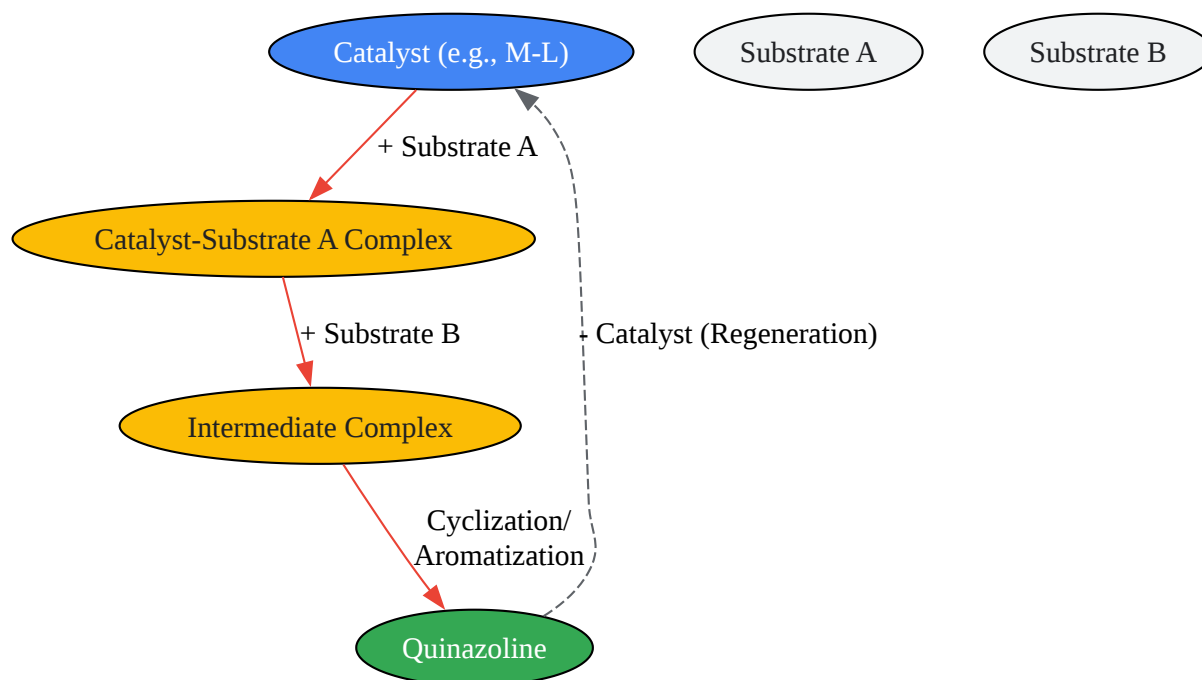 Catalyst (e.g., M-L)
Substrate A
Substrate B
+ Substrate A
Catalyst-Substrate A Complex
+ Substrate B
- Catalyst (Regeneration)
Intermediate Complex
Cyclization/
Aromatization
Quinazoline